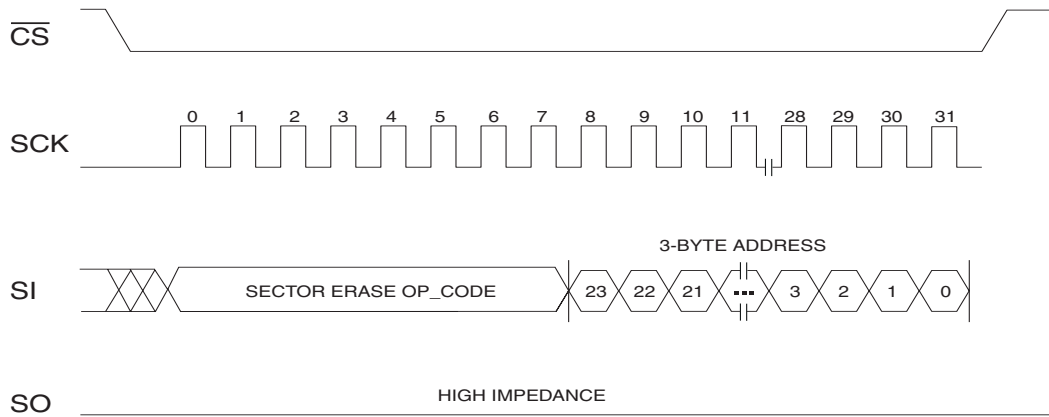 CS
0 1 2 3 4 5 6 7 8 9 10 11 28 29 30 31
SCK
3-BYTE ADDRESS
SI SECTOR ERASE OP_CODE 23 22 21 ... 3 2 1 0
HIGH IMPEDANCE
SO